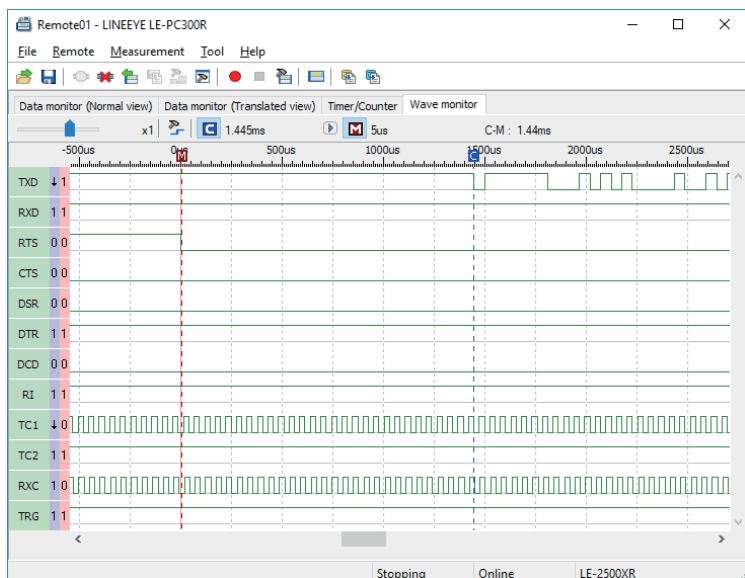 Remote01 - LINEEYE LE-PC300R
File Remote Measurement Tool Help
Data monitor (Normal view) Data monitor (Translated view) Timer/Counter Wave monitor
x1 C 1.445ms M 5us C-M : 1.44ms
-500us 0us 500us 1000us 1500us 2000us 2500us
M C
TXD ↓ 1
RXD 1 1
RTS 0 0
CTS 0 0
DSR 0 0
DTR 1 1
DCD 0 0
RI 1 1
TC1 ↓ 0
TC2 1 1
RXC 1 0
TRG 1 1
Stopping Online LE-2500XR